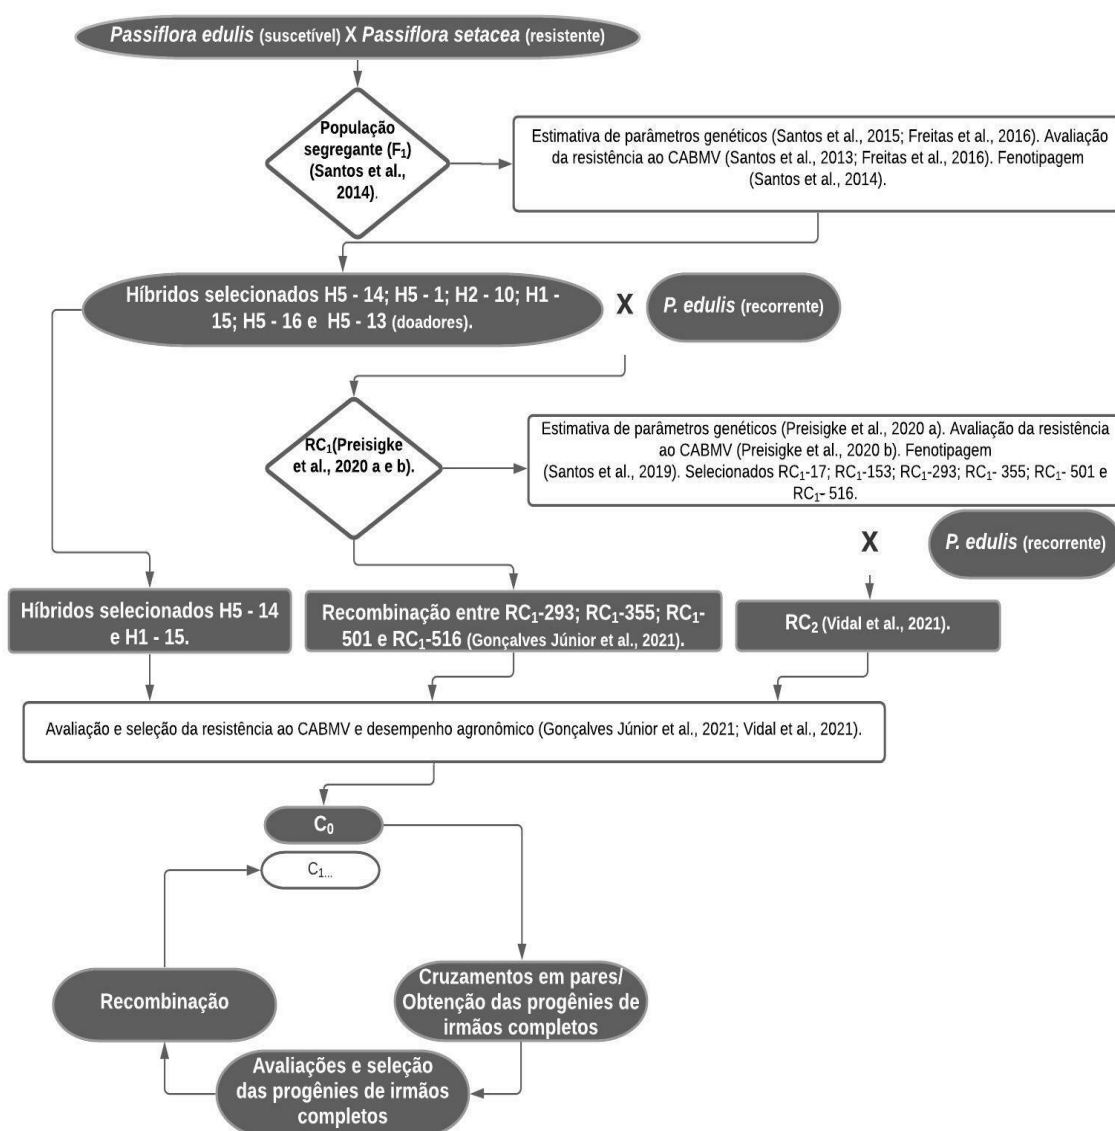 Passiflora edulis (suscetível) X Passiflora setacea (resistente)
População
segregante (F₁)
(Santos et al.,
2014).
Estimativa de parâmetros genéticos (Santos et al., 2015; Freitas et al., 2016). Avaliação
da resistência ao CABMV (Santos et al., 2013; Freitas et al., 2016). Fenotipagem
(Santos et al., 2014).
Híbridos selecionados H5 - 14; H5 - 1; H2 - 10; H1 -
15; H5 - 16 e H5 - 13 (doadores).
X
P. edulis (recorrente)
RC₁(Preisigke
et al., 2020 a e b).
Estimativa de parâmetros genéticos (Preisigke et al., 2020 a). Avaliação da resistência
ao CABMV (Preisigke et al., 2020 b). Fenotipagem
(Santos et al., 2019). Selecionados RC₁-17; RC₁-153; RC₁-293; RC₁- 355; RC₁- 501 e
RC₁- 516.
X
P. edulis (recorrente)
Híbridos selecionados H5 - 14
e H1 - 15.
Recombinação entre RC₁-293; RC₁-355; RC₁-
501 e RC₁-516 (Gonçalves Júnior et al., 2021).
RC₂ (Vidal et al., 2021).
Avaliação e seleção da resistência ao CABMV e desempenho agronômico (Gonçalves Júnior et al., 2021; Vidal et al., 2021).
C₀
C₁...
Cruzamentos em pares/
Obtenção das progênies de
irmãos completos
Recombinação
Avaliações e seleção
das progênies de irmãos
completos